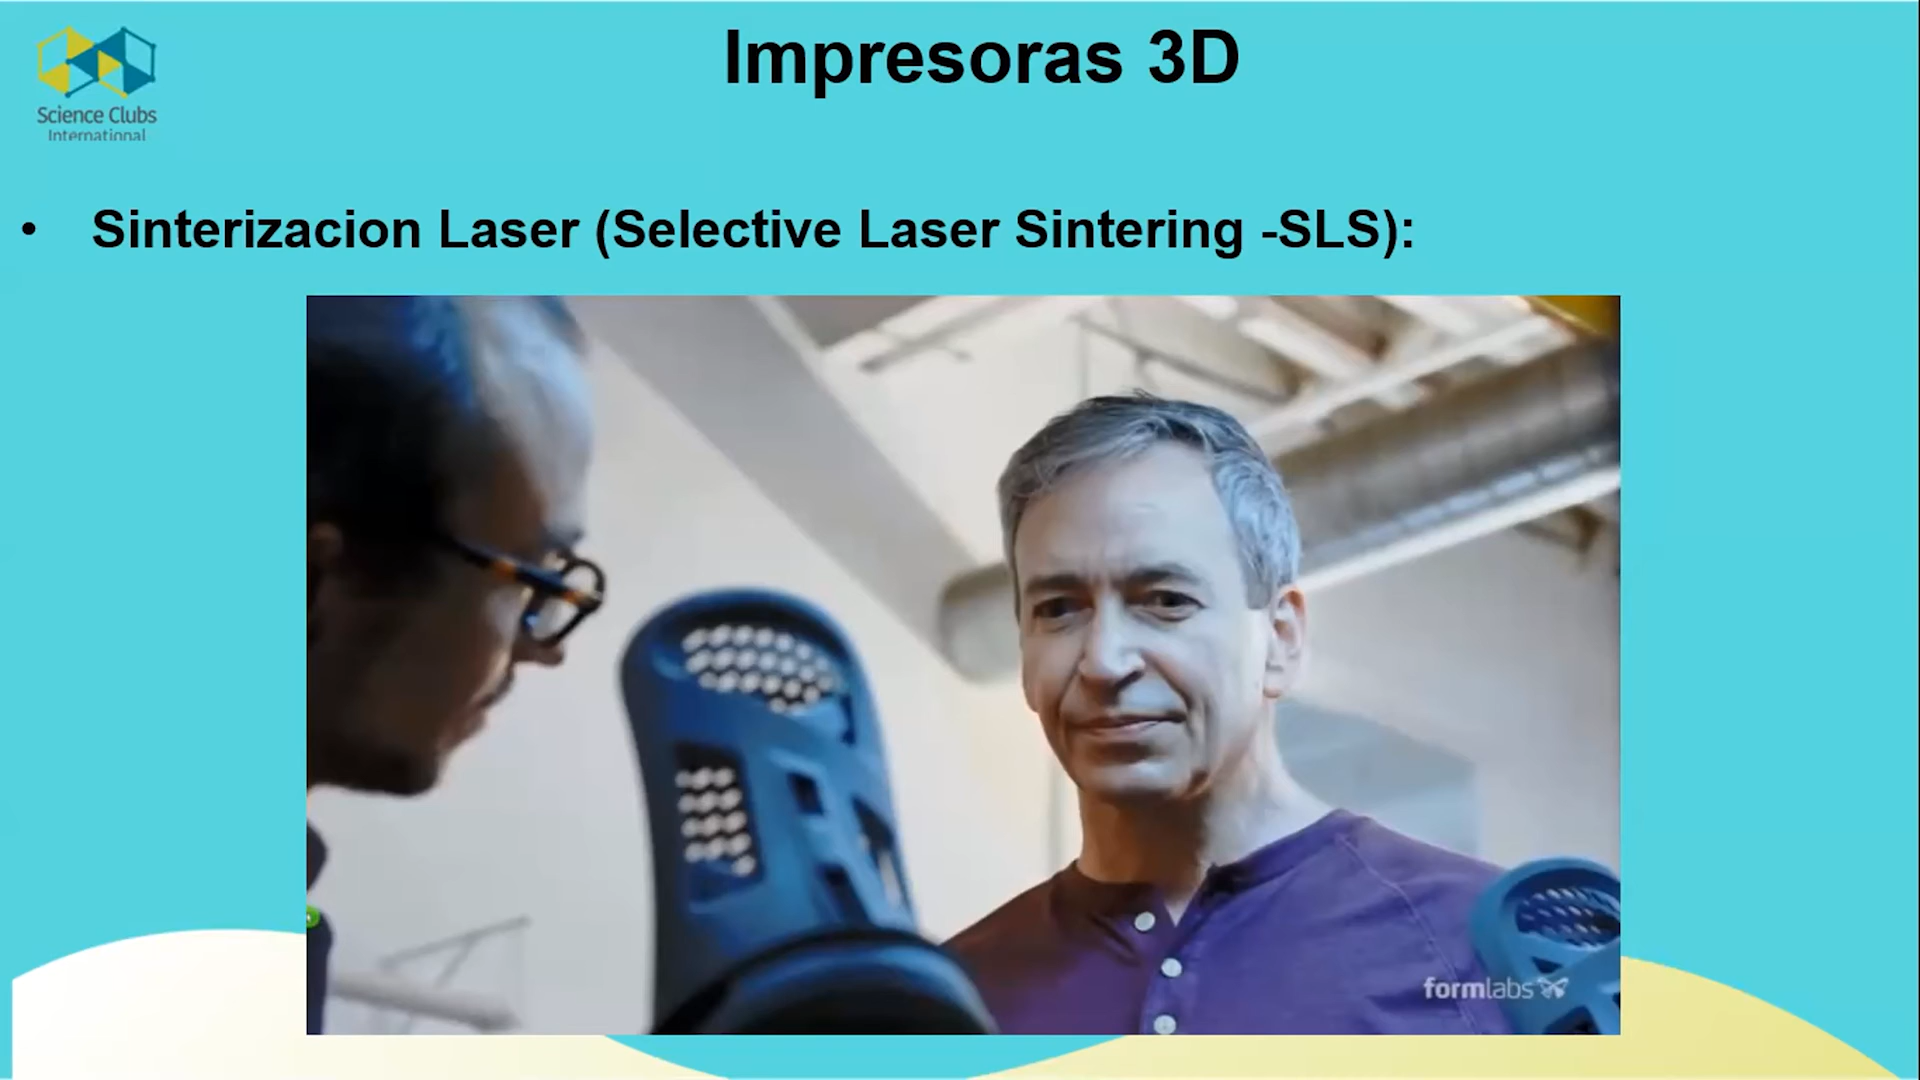 Impresoras 3D
Science Clubs
International
• Sinterizacion Laser (Selective Laser Sintering -SLS):
formlabs